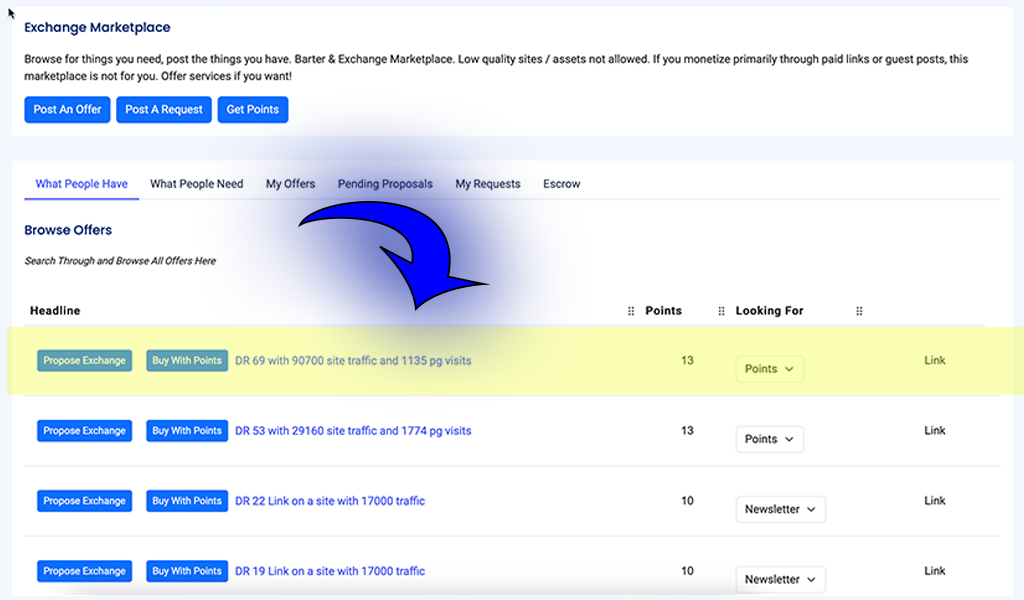 Exchange Marketplace
Browse for things you need, post the things you have. Barter & Exchange Marketplace. Low quality sites / assets not allowed. If you monetize primarily through paid links or guest posts, this
marketplace is not for you. Offer services if you want!
Post An Offer Post A Request Get Points
What People Have What People Need My Offers Pending Proposals My Requests Escrow
Browse Offers
Search Through and Browse All Offers Here
Headline Points Looking For
Propose Exchange Buy With Points DR 69 with 90700 site traffic and 1135 pg visits 13 Points Link
Propose Exchange Buy With Points DR 53 with 29160 site traffic and 1774 pg visits 13 Points Link
Propose Exchange Buy With Points DR 22 Link on a site with 17000 traffic 10 Newsletter Link
Propose Exchange Buy With Points DR 19 Link on a site with 17000 traffic 10 Newsletter Link